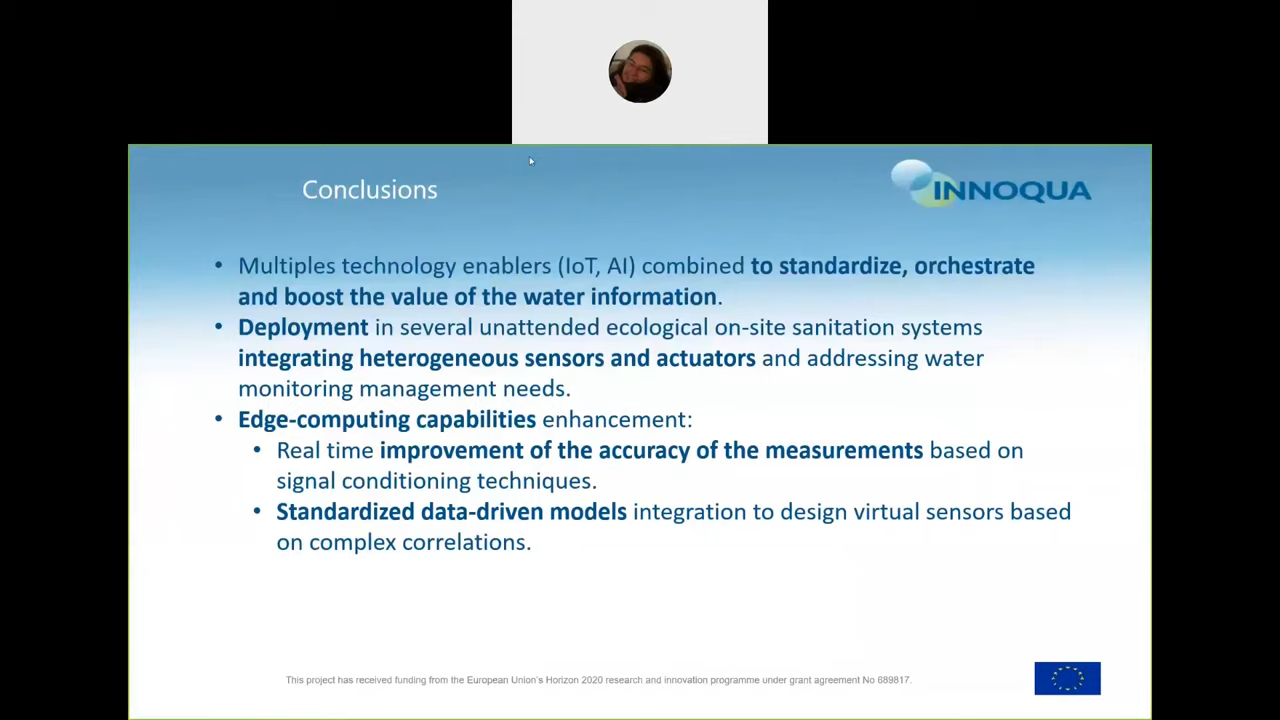 Conclusions
INNOQUA
• Multiples technology enablers (IoT, AI) combined to standardize, orchestrate
and boost the value of the water information.
• Deployment in several unattended ecological on-site sanitation systems
integrating heterogeneous sensors and actuators and addressing water
monitoring management needs.
• Edge-computing capabilities enhancement:
• Real time improvement of the accuracy of the measurements based on
signal conditioning techniques.
• Standardized data-driven models integration to design virtual sensors based
on complex correlations.
This project has received funding from the European Union's Horizon 2020 research and innovation programme under grant agreement No 689817.